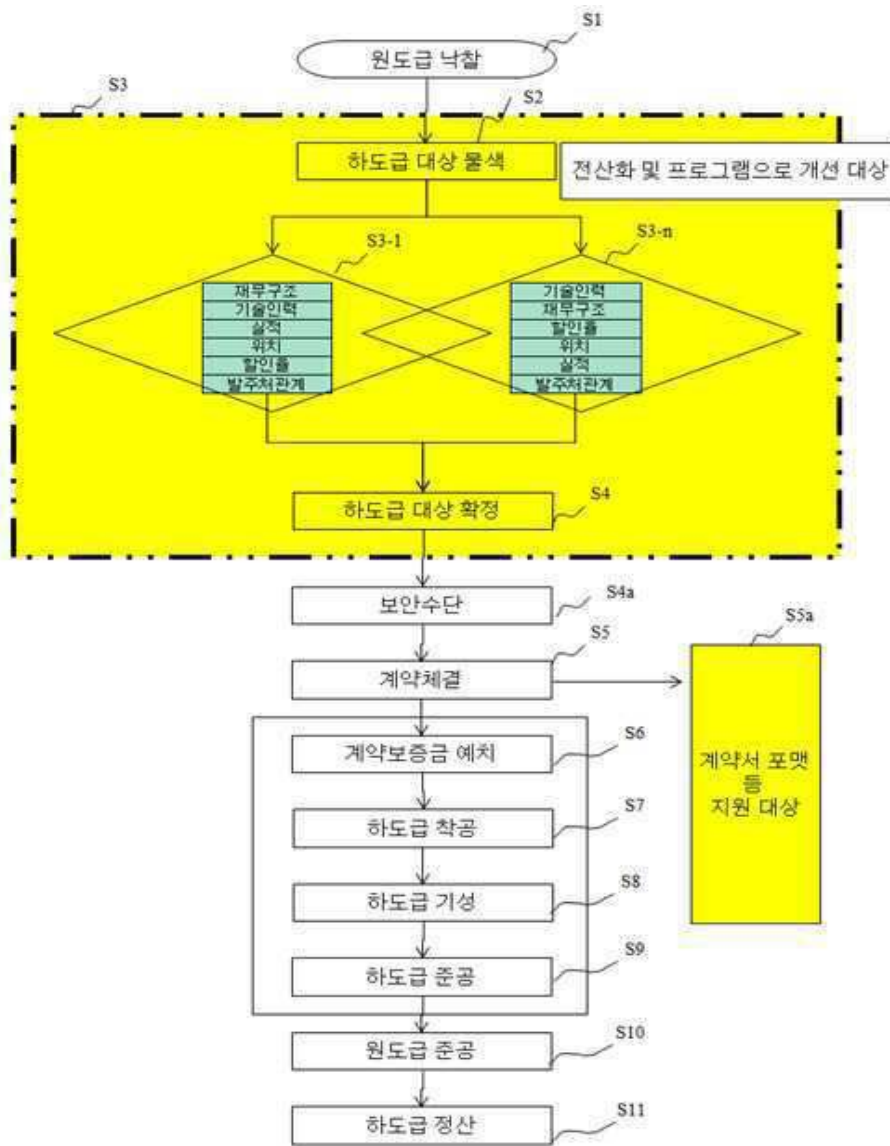 S1
원도급 낙찰
S3
S2
하도급 대상 물색
전산화 및 프로그램으로 개선 대상
S3-1
S3-n
재무구조
기술인력
실적
위치
할인율
발주처관계
기술인력
재무구조
할인율
위치
실적
발주처관계
S4
하도급 대상 확정
S4a
보안수단
S5
계약체결
S5a
계약서 포맷
등
지원 대상
S6
계약보증금 예치
S7
하도급 착공
S8
하도급 기성
S9
하도급 준공
S10
원도급 준공
S11
하도급 정산